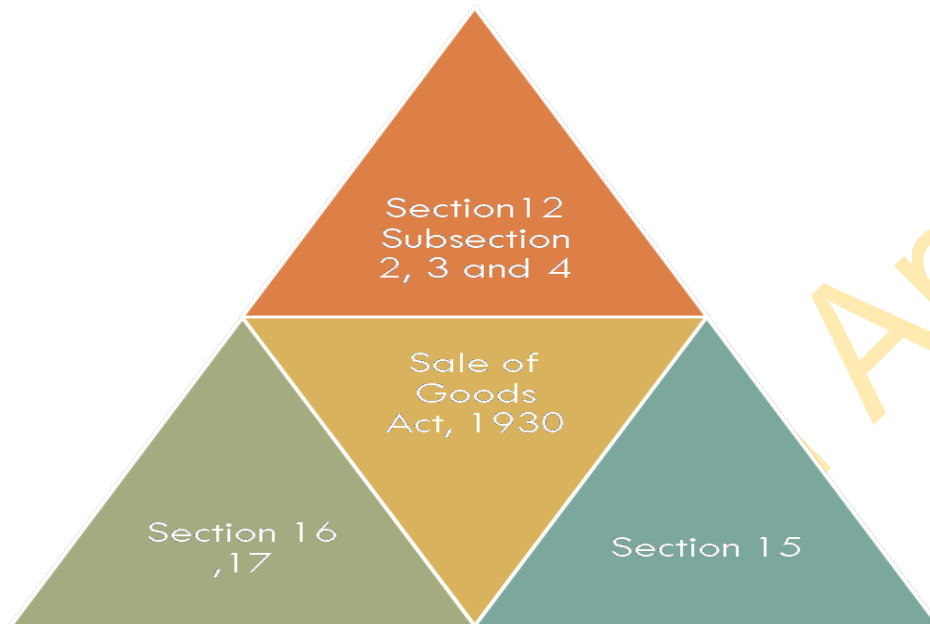 Section12
Subsection
2, 3 and 4
Sale of
Goods
Act, 1930
Section 16
,17
Section 15